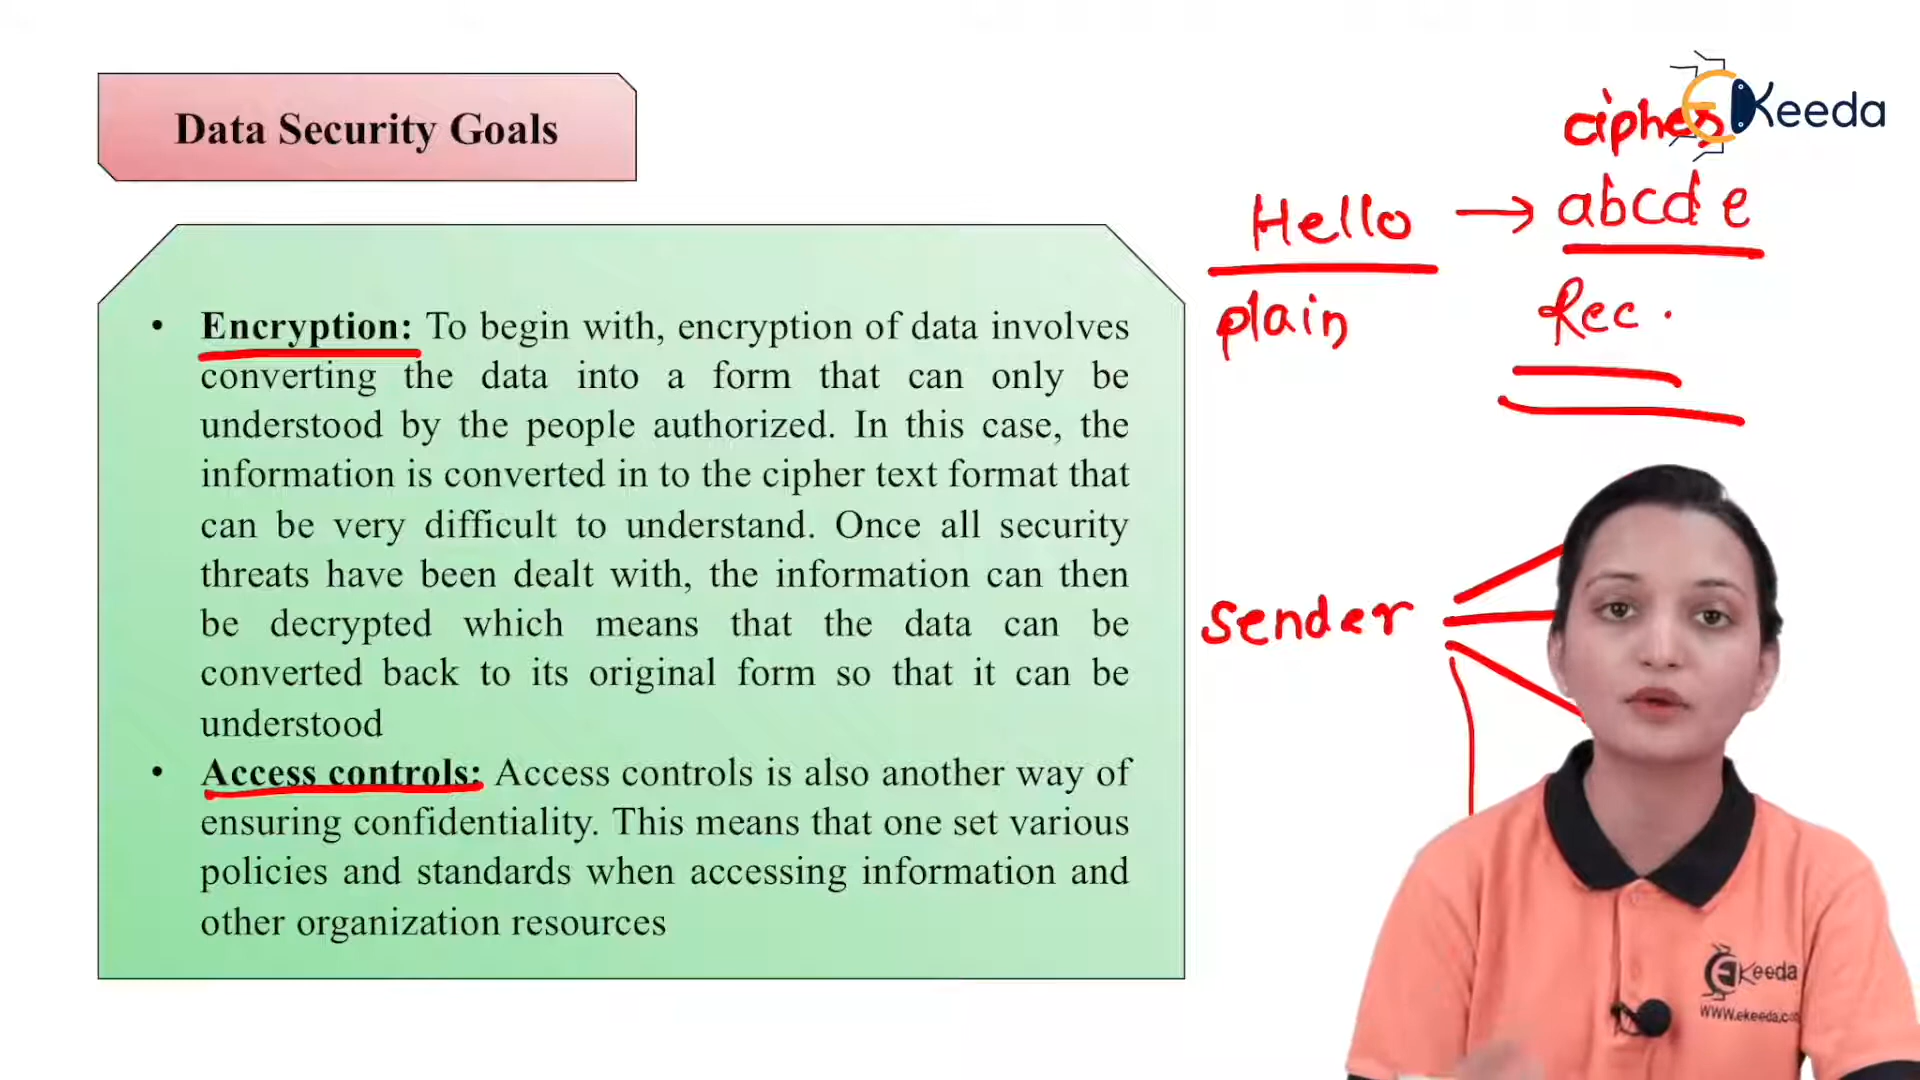 Data Security Goals
• Encryption: To begin with, encryption of data involves
converting the data into a form that can only be
understood by the people authorized. In this case, the
information is converted in to the cipher text format that
can be very difficult to understand. Once all security
threats have been dealt with, the information can then
be decrypted which means that the data can be
converted back to its original form so that it can be
understood
• Access controls: Access controls is also another way of
ensuring confidentiality. This means that one set various
policies and standards when accessing information and
other organization resources
cipher
EKeeda
Hello → abcde
plain
Rec.
sender
EKeeda
WWW.ekeeda.co